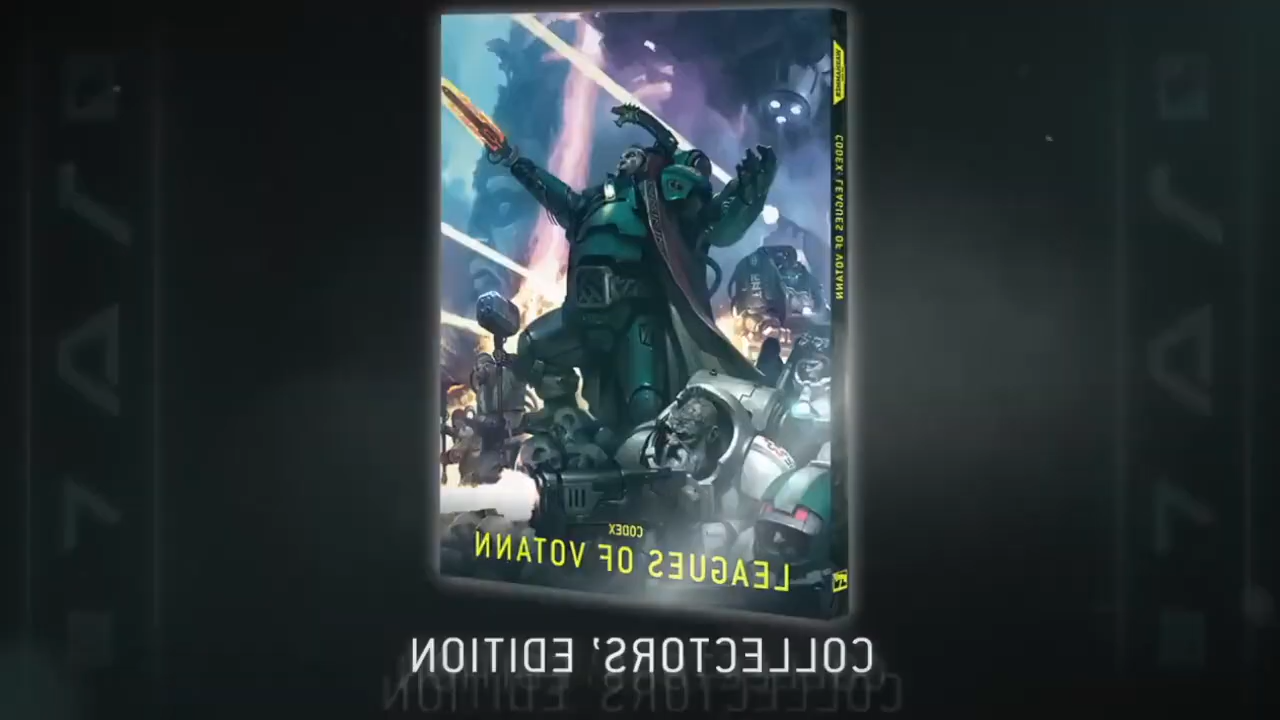 CODEX
LEAGUES OF VOTANN
CODEX: LEAGUES OF VOTANN
COLLECTORS' EDITION